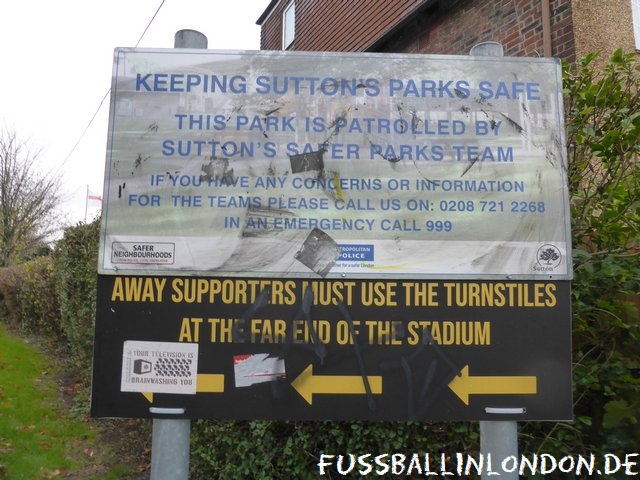 KEEPING SUTTON'S PARKS SAFE
THIS PARK IS PATROLLED BY
SUTTON'S SAFER PARKS TEAM
IF YOU HAVE ANY CONCERNS OR INFORMATION
FOR THE TEAMS PLEASE CALL US ON: 0208 721 2268
IN AN EMERGENCY CALL 999
SAFER
NEIGHBOURHOODS
POLICE
for a safer London
Sutton
AWAY SUPPORTERS MUST USE THE TURNSTILES
AT THE FAR END OF THE STADIUM
YOUR TELEVISION IS
BRAINWASHING YOU
FUSSBALLINLONDON.DE